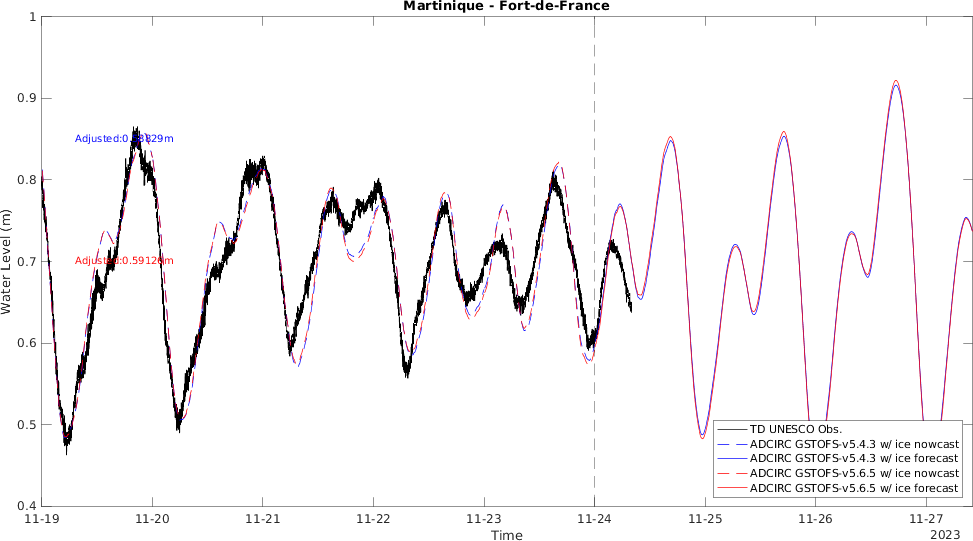 Martinique - Fort-de-France
1
0.9
0.8
0.7
0.6
0.5
0.4
Water Level (m)
Adjusted:
Adjusted:0.59126m
TD UNESCO Obs.
ADCIRC GSTOFS-v5.4.3 w/ ice nowcast
ADCIRC GSTOFS-v5.4.3 w/ ice forecast
ADCIRC GSTOFS-v5.6.5 w/ ice nowcast
ADCIRC GSTOFS-v5.6.5 w/ ice forecast
11-19
11-20
11-21
11-22
11-23
11-24
11-25
11-26
11-27
Time
2023